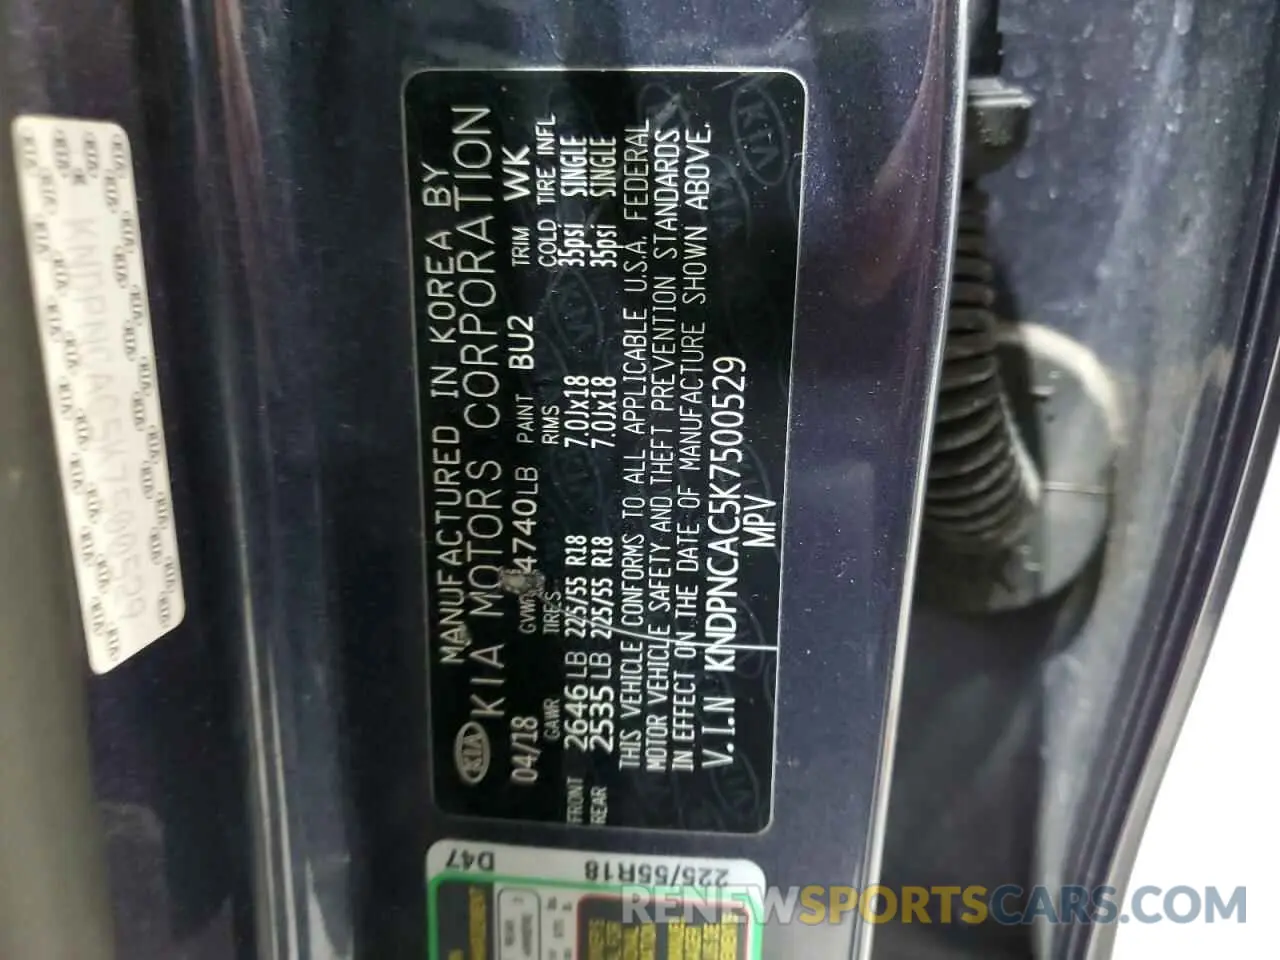 KIA
MANUFACTURED IN KOREA BY
KIA MOTORS CORPORATION
04/18 GVWR 4740LB PAINT BU2 TRIM WK
GAWR TIRES RIMS COLD TIRE INFL
FRONT 2646LB 225/55 R18 7.0Jx18 35psi SINGLE
REAR 2535LB 225/55 R18 7.0Jx18 35psi SINGLE
THIS VEHICLE CONFORMS TO ALL APPLICABLE U.S.A. FEDERAL
MOTOR VEHICLE SAFETY AND THEFT PREVENTION STANDARDS
IN EFFECT ON THE DATE OF MANUFACTURE SHOWN ABOVE.
V.I.N KNDPNCAC5K7500529
MPV
KNDPNCAC5K7500529
D47
225/55R18
RENEWSPORTSCARS.COM